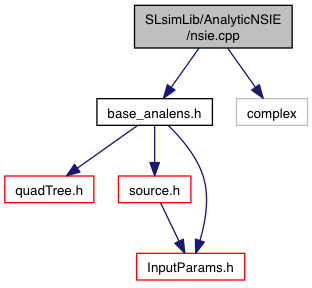 SLsimLib/AnalyticNSIE
/nsie.cpp
base_analens.h
complex
quadTree.h
source.h
InputParams.h